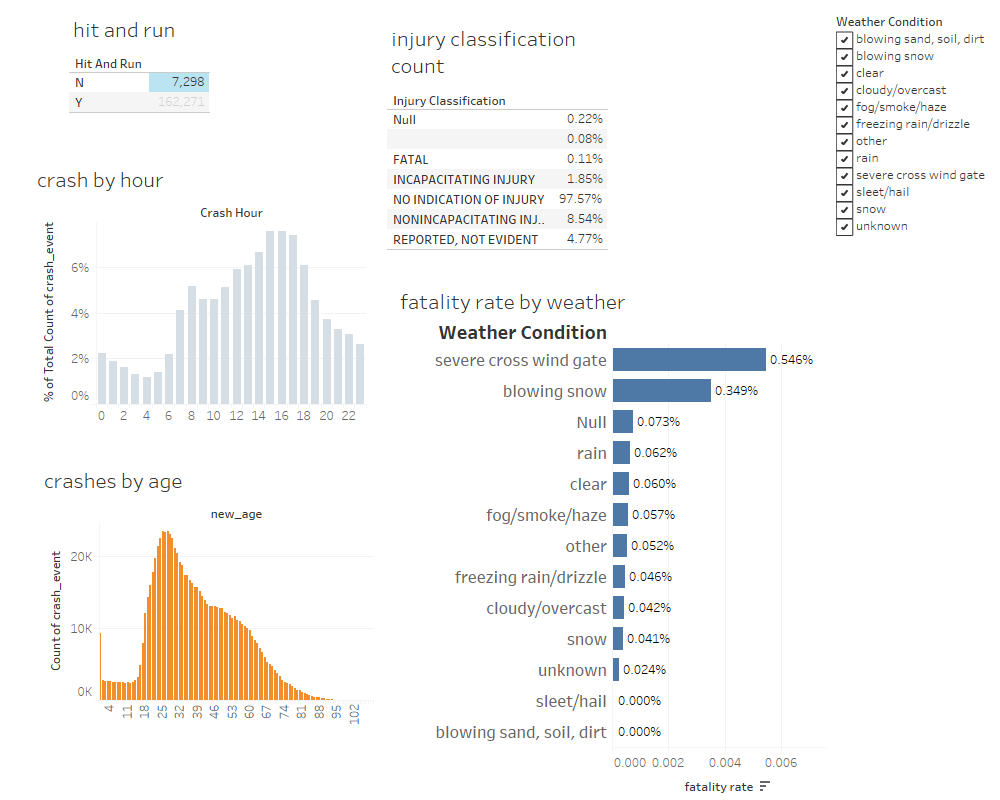 hit and run
Hit And Run
N 7,298
Y 162,271
injury classification
count
Injury Classification
Null 0.22%
0.08%
FATAL 0.11%
INCAPACITATING INJURY 1.85%
NO INDICATION OF INJURY 97.57%
NONINCAPACITATING INJ.. 8.54%
REPORTED, NOT EVIDENT 4.77%
Weather Condition
blowing sand, soil, dirt
blowing snow
clear
cloudy/overcast
fog/smoke/haze
freezing rain/drizzle
other
rain
severe cross wind gate
sleet/hail
snow
unknown
crash by hour
Crash Hour
% of Total Count of crash_event
6%
4%
2%
0%
0 2 4 6 8 10 12 14 16 18 20 22
crashes by age
new_age
Count of crash_event
20K
10K
0K
4 11 18 25 32 39 46 53 60 67 74 81 88 95 102
fatality rate by weather
Weather Condition
severe cross wind gate 0.546%
blowing snow 0.349%
Null 0.073%
rain 0.062%
clear 0.060%
fog/smoke/haze 0.057%
other 0.052%
freezing rain/drizzle 0.046%
cloudy/overcast 0.042%
snow 0.041%
unknown 0.024%
sleet/hail 0.000%
blowing sand, soil, dirt 0.000%
0.000 0.002 0.004 0.006
fatality rate